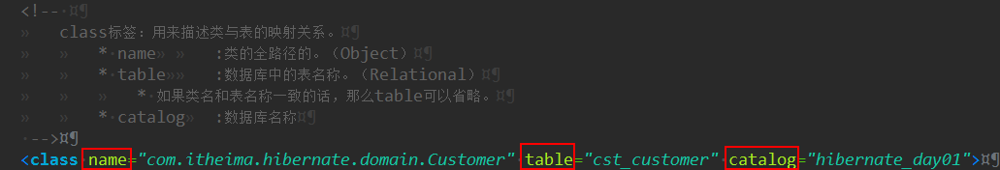 <!--
class标签：用来描述类与表的映射关系。
* name :类的全路径的。（Object）
* table :数据库中的表名称。（Relational）
* 如果类名和表名称一致的话，那么table可以省略。
* catalog :数据库名称
-->
<class name="com.itheima.hibernate.domain.Customer" table="cst_customer" catalog="hibernate_day01">